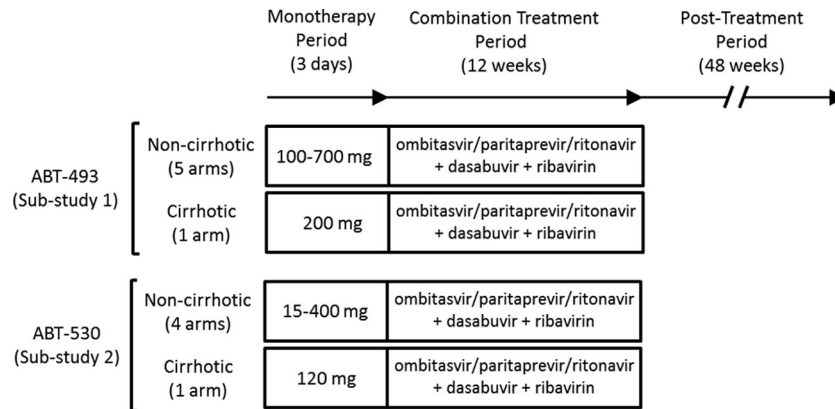 Monotherapy Period (3 days)
Combination Treatment Period (12 weeks)
Post-Treatment Period (48 weeks)
ABT-493
(Sub-study 1)
Non-cirrhotic
(5 arms)
100-700 mg
ombitasvir/paritaprevir/ritonavir
+ dasabuvir + ribavirin
Cirrhotic
(1 arm)
200 mg
ombitasvir/paritaprevir/ritonavir
+ dasabuvir + ribavirin
ABT-530
(Sub-study 2)
Non-cirrhotic
(4 arms)
15-400 mg
ombitasvir/paritaprevir/ritonavir
+ dasabuvir + ribavirin
Cirrhotic
(1 arm)
120 mg
ombitasvir/paritaprevir/ritonavir
+ dasabuvir + ribavirin